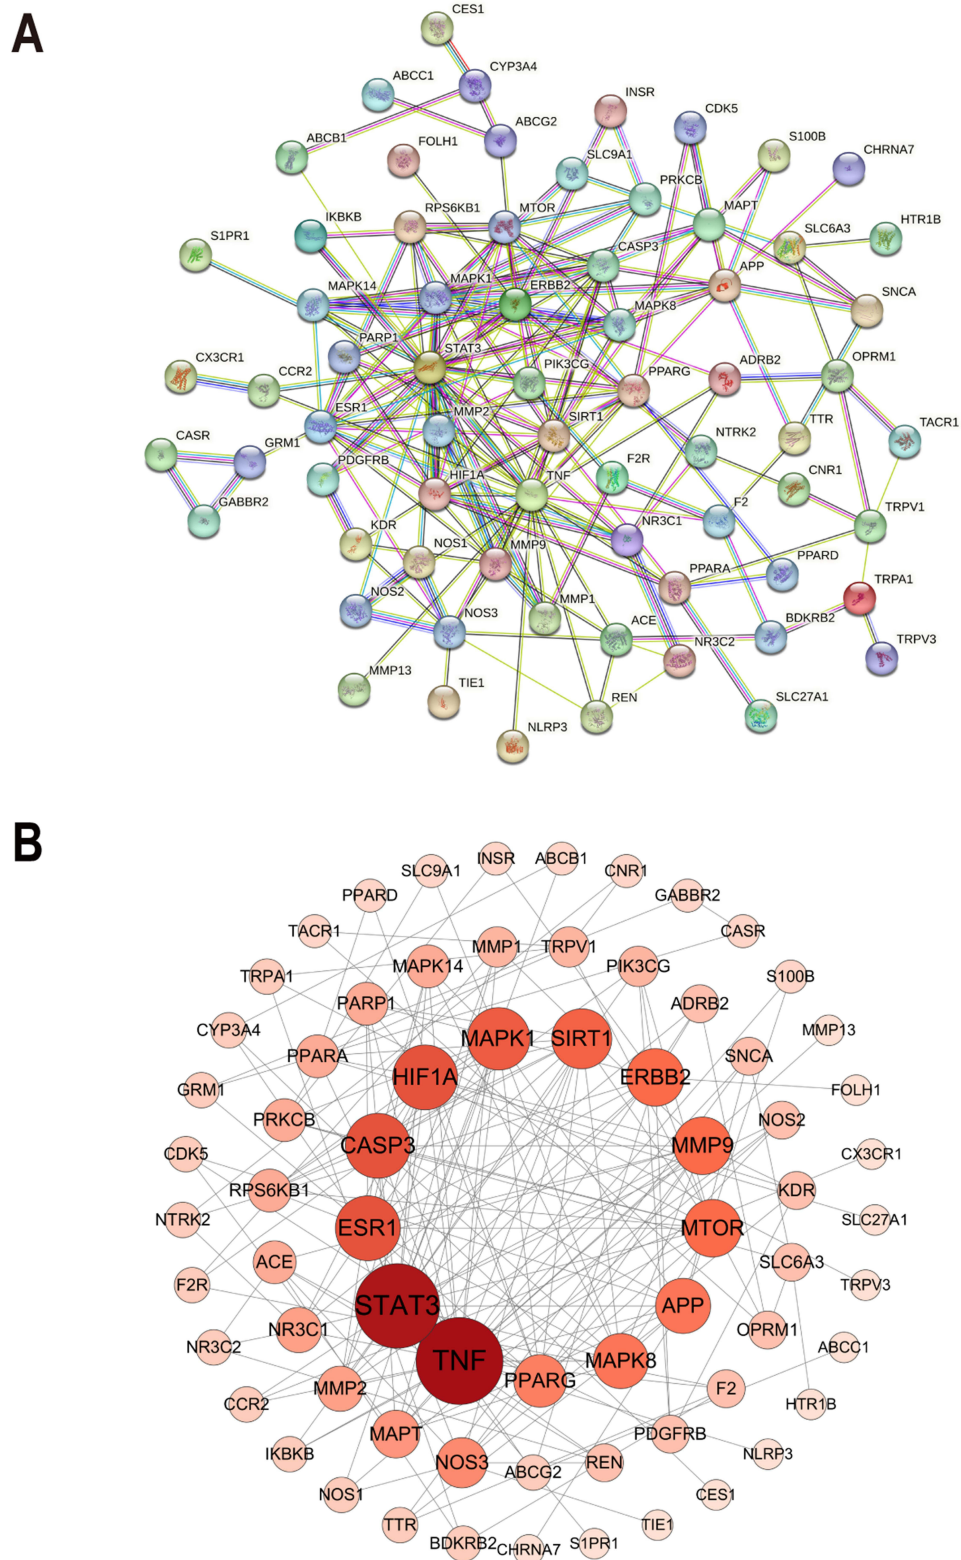 A
CES1
CYP3A4
ABCC1
INSR
CDK5
ABCG2
S100B
ABCB1
FOLH1
SLC9A1
CHRNA7
PRKCB
RPS6KB1
MTOR
MAPT
IKBKB
SLC6A3
HTR1B
S1PR1
CASP3
APP
MAPK14
MAPK1
ERBB2
SNCA
MAPK8
PARP1
STAT3
CX3CR1
CCR2
PIK3CG
PPARG
ADRB2
OPRM1
ESR1
MMP2
SIRT1
TTR
TACR1
CASR
GRM1
NTRK2
PDGFRB
F2R
CNR1
HIF1A
TNF
GABBR2
F2
TRPV1
KDR
NR3C1
NOS1
MMP9
PPARA
PPARD
NOS2
TRPA1
NOS3
MMP1
ACE
BDKRB2
NR3C2
TRPV3
MMP13
TIE1
REN
SLC27A1
NLRP3
B
INSR
ABCB1
SLC9A1
CNR1
PPARD
GABBR2
TACR1
CASR
MMP1
TRPV1
MAPK14
PIK3CG
TRPA1
S100B
PARP1
ADRB2
CYP3A4
MAPK1
SIRT1
MMP13
PPARA
SNCA
HIF1A
ERBB2
GRM1
FOLH1
PRKCB
NOS2
CASP3
MMP9
CDK5
CX3CR1
RPS6KB1
KDR
NTRK2
SLC27A1
ESR1
MTOR
ACE
SLC6A3
F2R
TRPV3
STAT3
APP
NR3C1
OPRM1
NR3C2
ABCC1
TNF
MAPK8
PPARG
MMP2
F2
CCR2
HTR1B
MAPT
PDGFRB
IKBKB
NLRP3
NOS3
ABCG2
REN
NOS1
CES1
TTR
TIE1
BDKRB2
CHRNA7
S1PR1